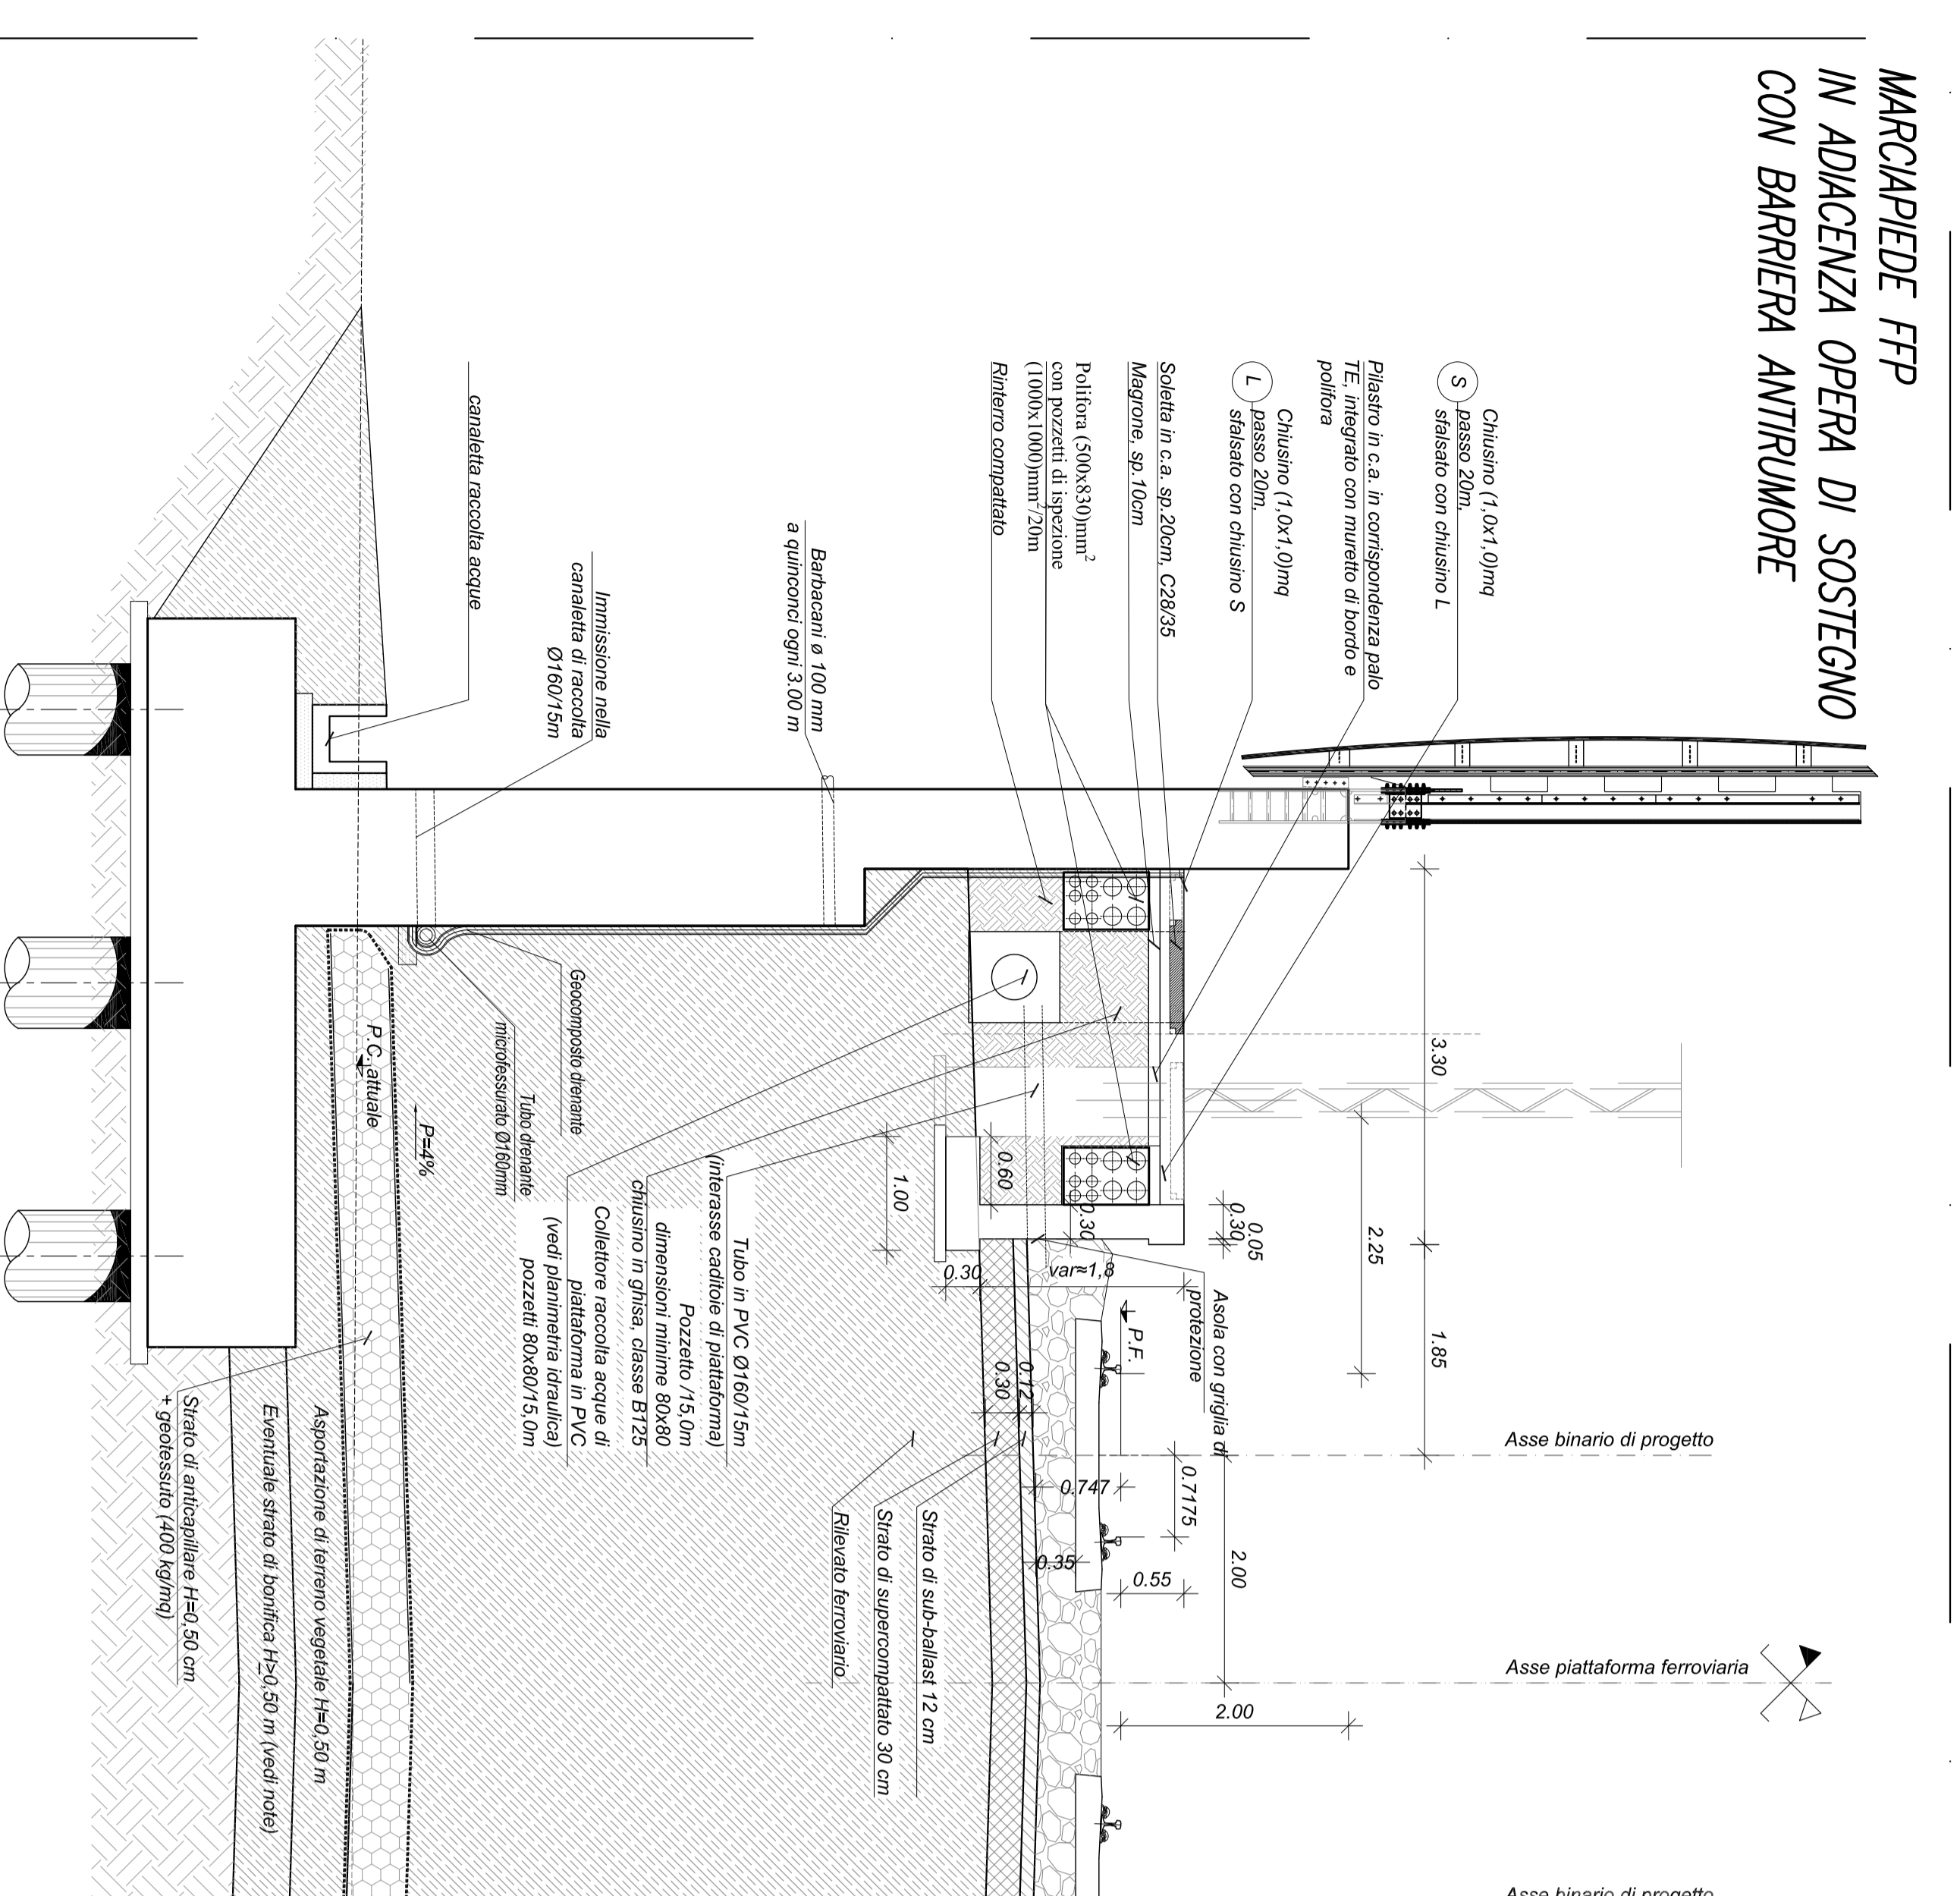 MARCIAPIEDE FFP
IN ADIACENZA OPERA DI SOSTEGNO
CON BARRIERA ANTIRUMORE
S
Chiusino (1,0x1,0)mq
passo 20m,
sfalsato con chiusino L
Pilastro in c.a. in corrispondenza palo
TE, integrato con muretto di bordo e
polifora
L
Chiusino (1,0x1,0)mq
passo 20m,
sfalsato con chiusino S
Soletta in c.a. sp.20cm, C28/35
Magrone, sp.10cm
Polifora (500x830)mm²
con pozzetti di ispezione
(1000x1000)mm²/20m
Rinterro compattato
Barbacani ø 100 mm
a quinconci ogni 3.00 m
Immissione nella
canaletta di raccolta
Ø160/15m
canaletta raccolta acque
Geocomposto drenante
Tubo drenante
microfessurato Ø160mm
P=4%
P.C. attuale
3.30
2.25
1.85
0.05
0.30
0.30
0.60
1.00
0.30
var≈1,8
Asola con griglia di
protezione
P.F.
0.12
0.30
Tubo in PVC Ø160/15m
(interasse caditoie di piattaforma)
Pozzetto /15,0m
dimensioni minime 80x80
chiusino in ghisa, classe B125
Collettore raccolta acque di
piattaforma in PVC
(vedi planimetria idraulica)
pozzetti 80x80/15,0m
Asse binario di progetto
0.7175
0.747
0.35
0.55
2.00
2.00
Asse piattaforma ferroviaria
Strato di sub-ballast 12 cm
Strato di supercompattato 30 cm
Rilevato ferroviario
Asportazione di terreno vegetale H=0,50 m
Eventuale strato di bonifica H≥0,50 m (vedi note)
Strato di anticapillare H=0,50 cm
+ geotessuto (400 kg/mq)
Asse binario di progetto